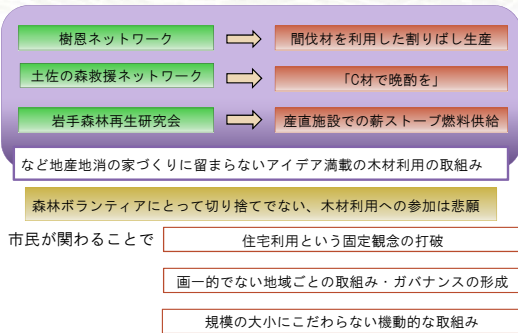 樹恩ネットワーク
間伐材を利用した割りばし生産
土佐の森救援ネットワーク
「C材で晩酌を」
岩手森林再生研究会
産直施設での薪ストーブ燃料供給
など地産地消の家づくりに留まらないアイデア満載の木材利用の取組み
森林ボランティアにとって切り捨てでない、木材利用への参加は悲願
市民が関わることで
住宅利用という固定観念の打破
画一的でない地域ごとの取組み・ガバナンスの形成
規模の大小にこだわらない機動的な取組み